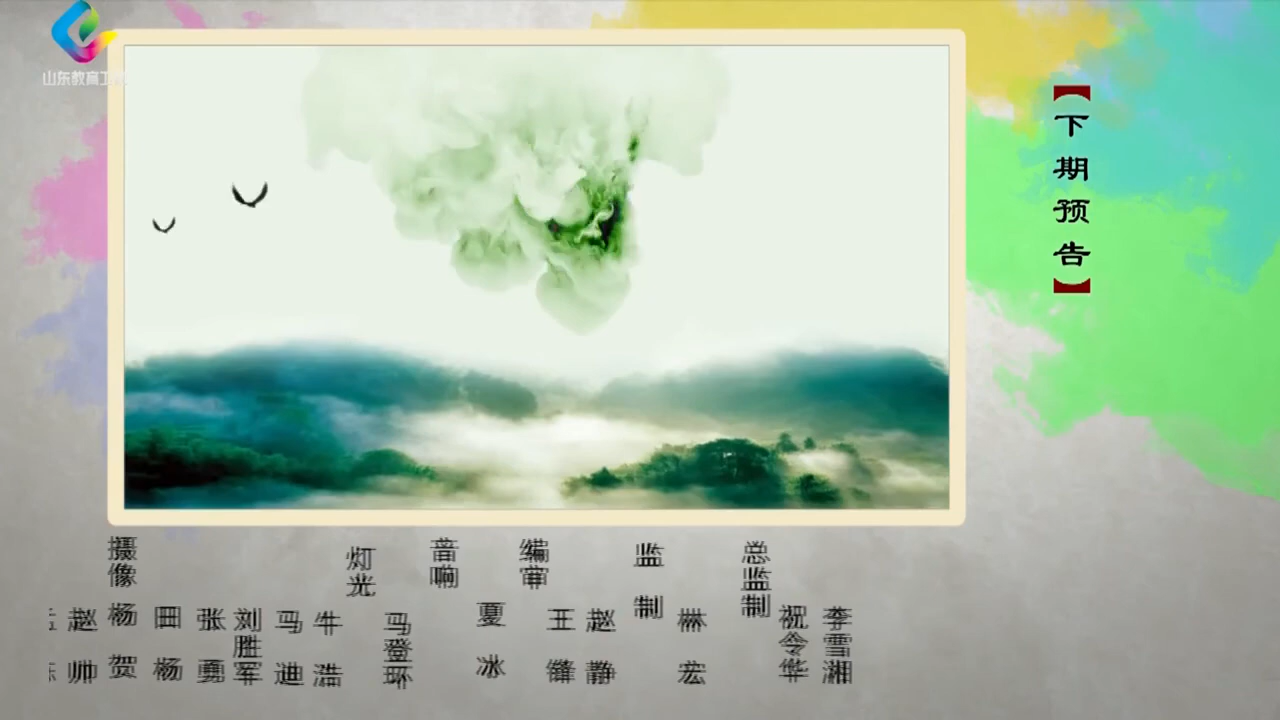 山东教育卫视
【下期预告】
摄像
赵帅
杨贺
田杨
张勇
刘胜军
马迪
牛浩
灯光
马登环
音响
夏冰
编审
王锋
赵静
监制
林宏
总监制
祝令华
李雪湘